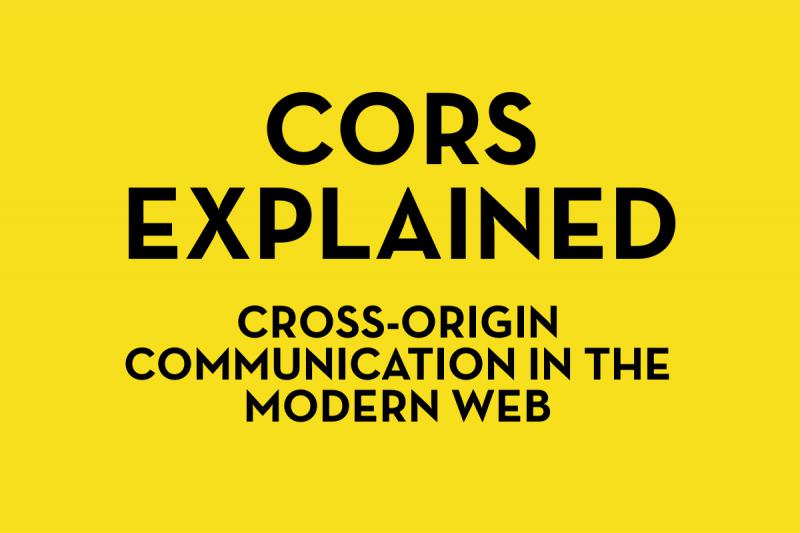 CORS
EXPLAINED
CROSS-ORIGIN
COMMUNICATION IN THE
MODERN WEB